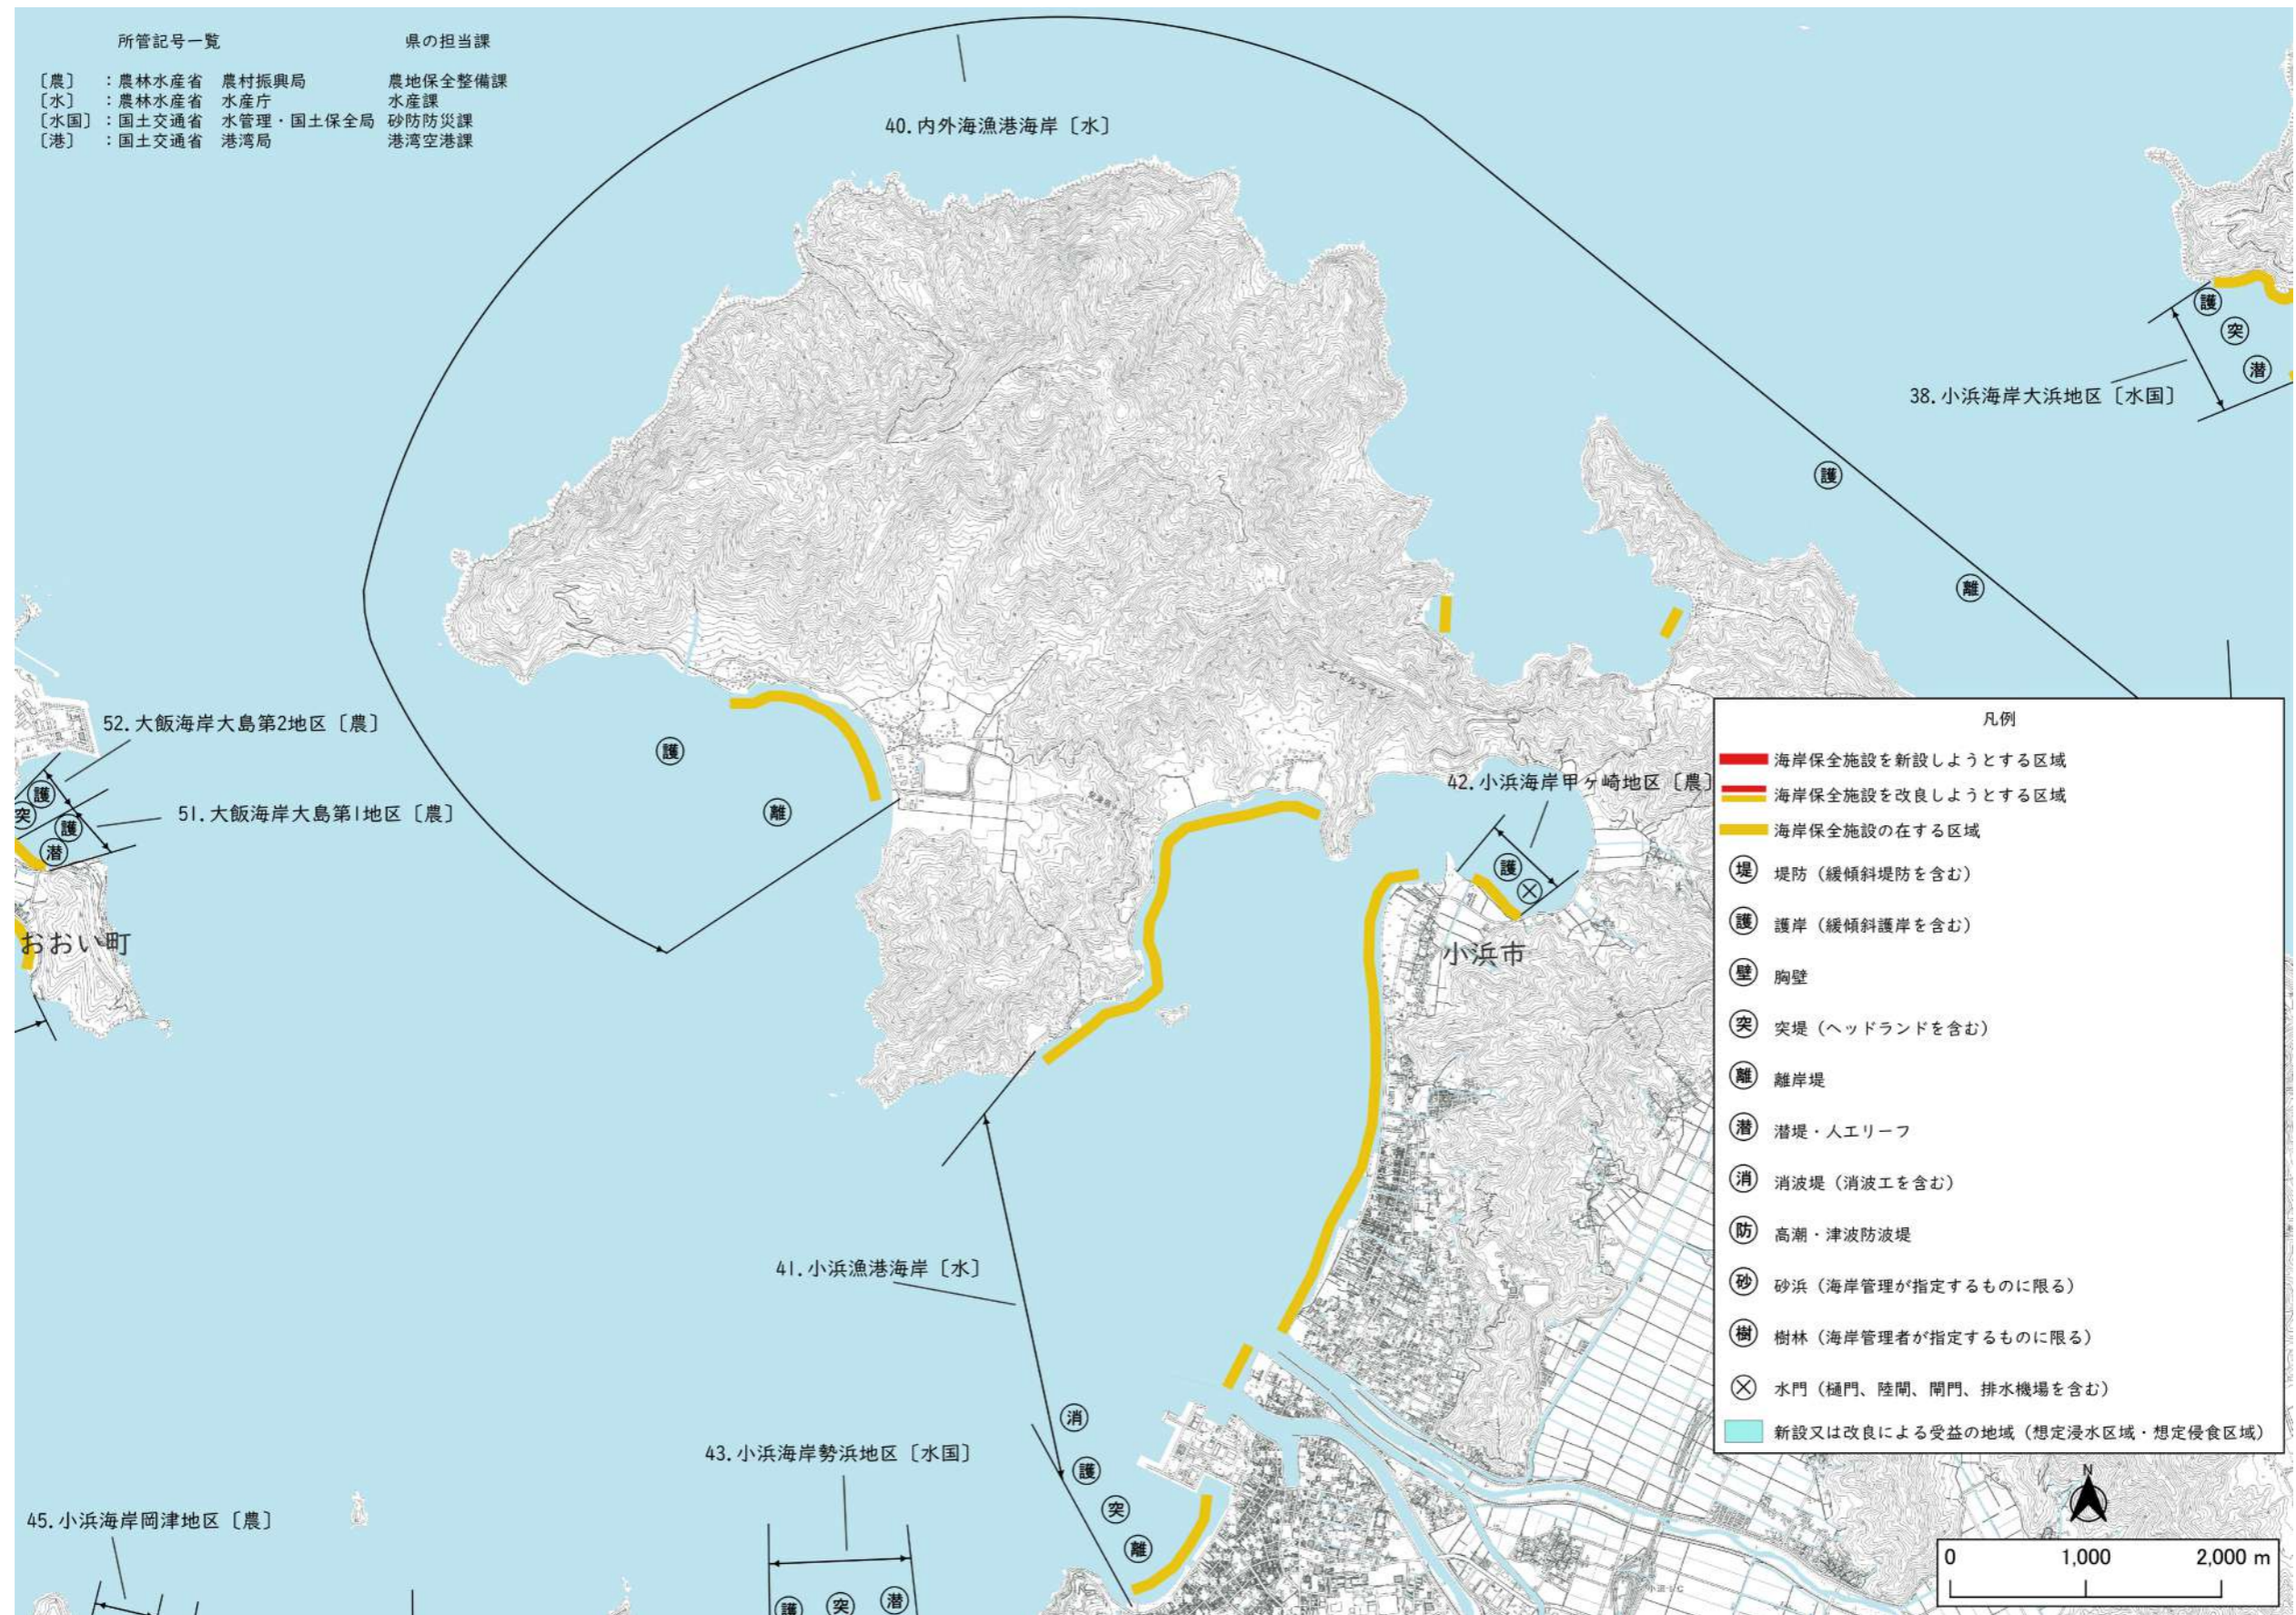 所管記号一覧 県の担当課
〔農〕 ：農林水産省 農村振興局 農地保全整備課
〔水〕 ：農林水産省 水産庁 水産課
〔水国〕：国土交通省 水管理・国土保全局 砂防防災課
〔港〕 ：国土交通省 港湾局 港湾空港課
40.内外海漁港海岸〔水〕
護
突
潜
38.小浜海岸大浜地区〔水国〕
護
離
52.大飯海岸大島第2地区〔農〕
護
突
51.大飯海岸大島第1地区〔農〕
護
潜
おおい町
護
離
42.小浜海岸甲ヶ崎地区〔農〕
護
小浜市
41.小浜漁港海岸〔水〕
消
護
突
離
43.小浜海岸勢浜地区〔水国〕
護 突 潜
45.小浜海岸岡津地区〔農〕
凡例
海岸保全施設を新設しようとする区域
海岸保全施設を改良しようとする区域
海岸保全施設の在する区域
堤 堤防（緩傾斜堤防を含む）
護 護岸（緩傾斜護岸を含む）
壁 胸壁
突 突堤（ヘッドランドを含む）
離 離岸堤
潜 潜堤・人工リーフ
消 消波堤（消波工を含む）
防 高潮・津波防波堤
砂 砂浜（海岸管理が指定するものに限る）
樹 樹林（海岸管理者が指定するものに限る）
水門（樋門、陸閘、閘門、排水機場を含む）
新設又は改良による受益の地域（想定浸水区域・想定侵食区域）
N
0 1,000 2,000 m